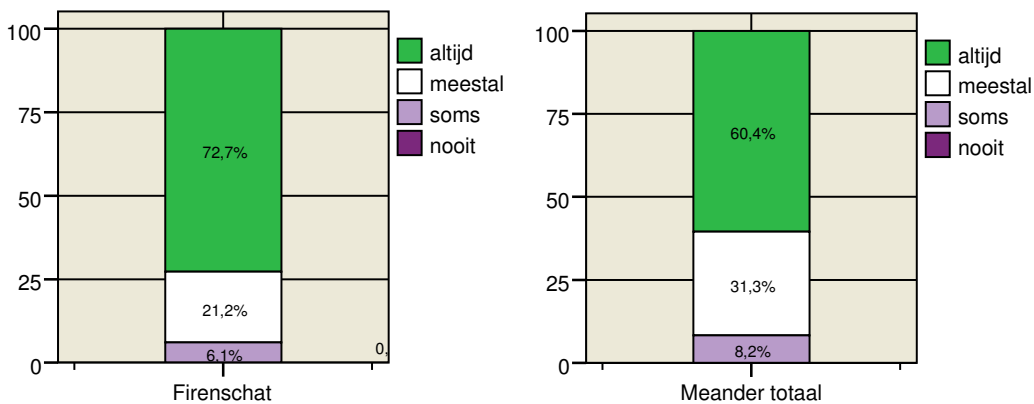 100
75
50
25
0
72,7%
21,2%
6,1%
0,
Firenschat
altijd
meestal
soms
nooit
100
75
50
25
0
60,4%
31,3%
8,2%
Meander totaal
altijd
meestal
soms
nooit